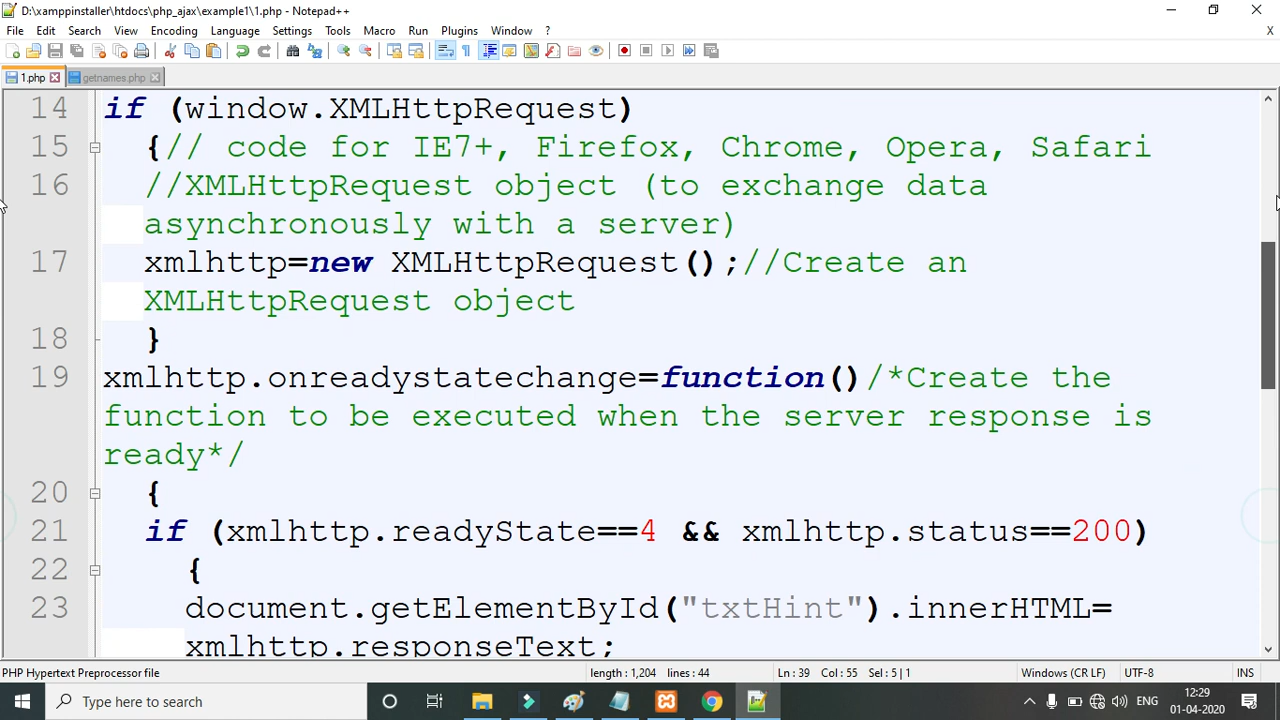 D:\xamppinstaller\htdocs\php_ajax\example1\1.php - Notepad++
File Edit Search View Encoding Language Settings Tools Macro Run Plugins Window ? X
1.php getnames.php
14 if (window.XMLHttpRequest)
15 {// code for IE7+, Firefox, Chrome, Opera, Safari
16 //XMLHttpRequest object (to exchange data
asynchronously with a server)
17 xmlhttp=new XMLHttpRequest();//Create an
XMLHttpRequest object
18 }
19 xmlhttp.onreadystatechange=function()/*Create the
function to be executed when the server response is
ready*/
20 {
21 if (xmlhttp.readyState==4 && xmlhttp.status==200)
22 {
23 document.getElementById("txtHint").innerHTML=
xmlhttp.responseText;
PHP Hypertext Preprocessor file length : 1,204 lines : 44 Ln : 39 Col : 55 Sel : 5 | 1 Windows (CR LF) UTF-8 INS
Type here to search ENG 12:29
01-04-2020